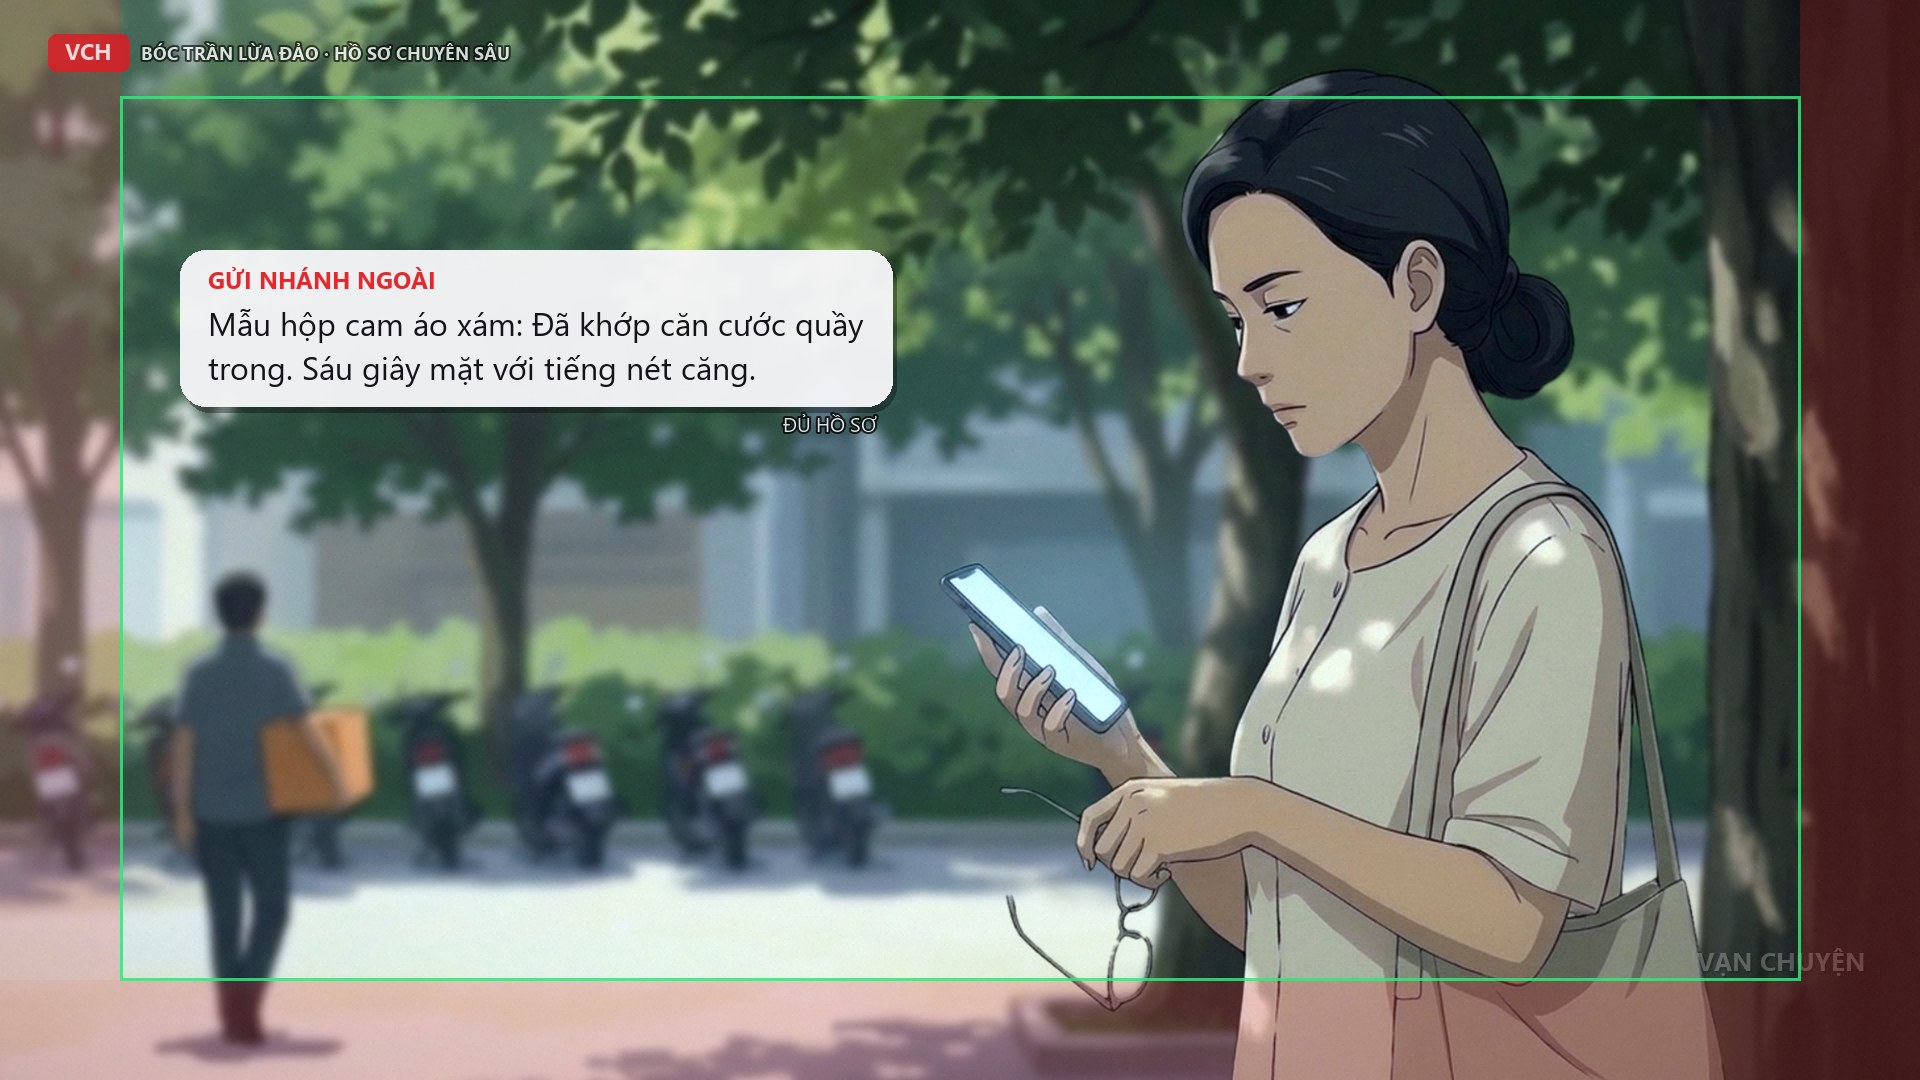 VCH BÓC TRẦN LỪA ĐẢO · HỒ SƠ CHUYÊN SÂU
GỬI NHÁNH NGOÀI
Mẫu hộp cam áo xám: Đã khớp căn cước quầy
trong. Sáu giây mặt với tiếng nét căng.
ĐỦ HỒ SƠ
VẠN CHUYỆN